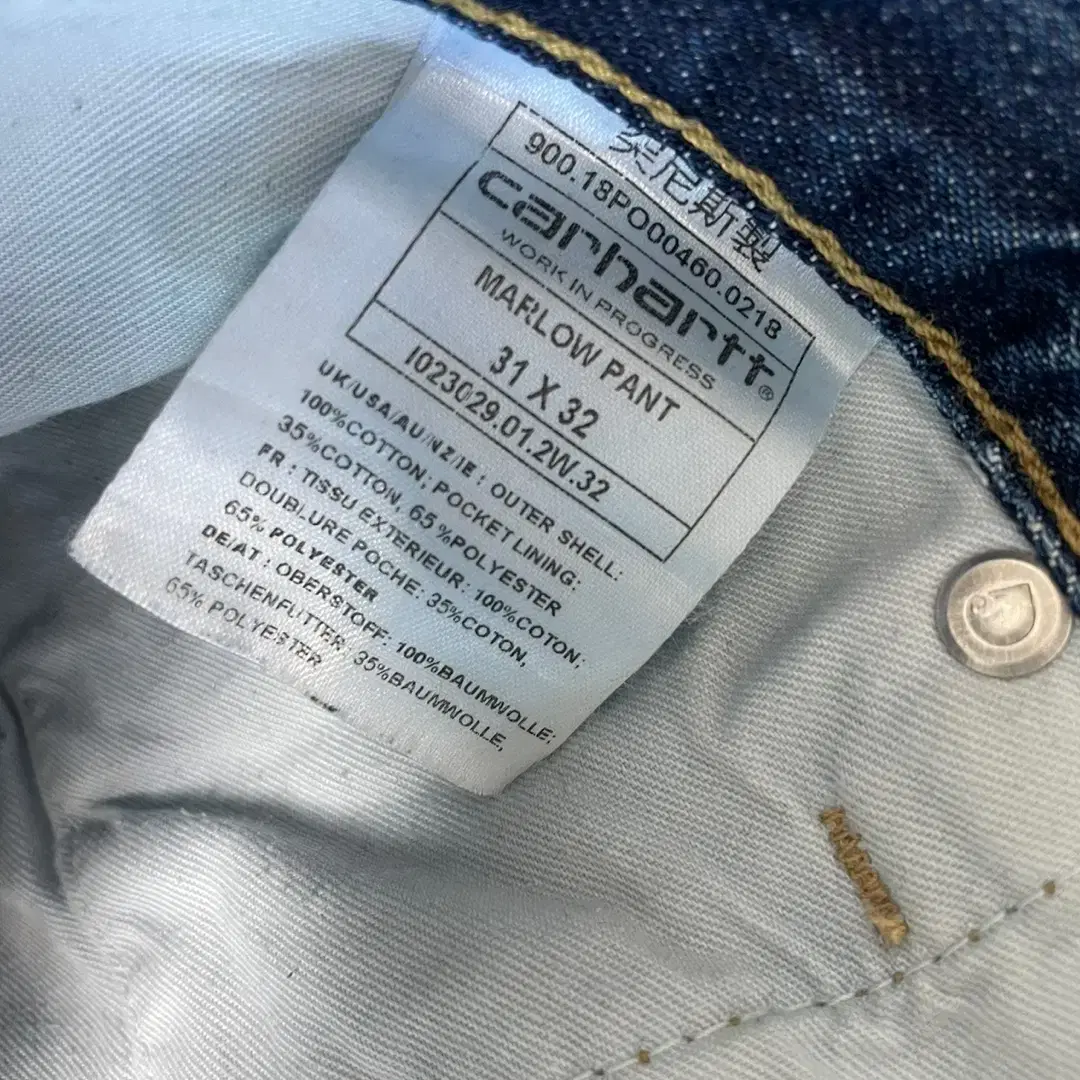 突尼斯製
900.18PO00460.0218
carhartt®
WORK IN PROGRESS
MARLOW PANT
31 X 32
I023029.01.2W.32
UK/USA/AU/NZ/IE : OUTER SHELL:
100%COTTON; POCKET LINING:
35%COTTON, 65%POLYESTER
FR : TISSU EXTERIEUR: 100%COTON;
DOUBLURE POCHE: 35%COTON,
65% POLYESTER
DE/AT : OBERSTOFF: 100%BAUMWOLLE;
TASCHENFUTTER: 35%BAUMWOLLE,
65% POLYESTER